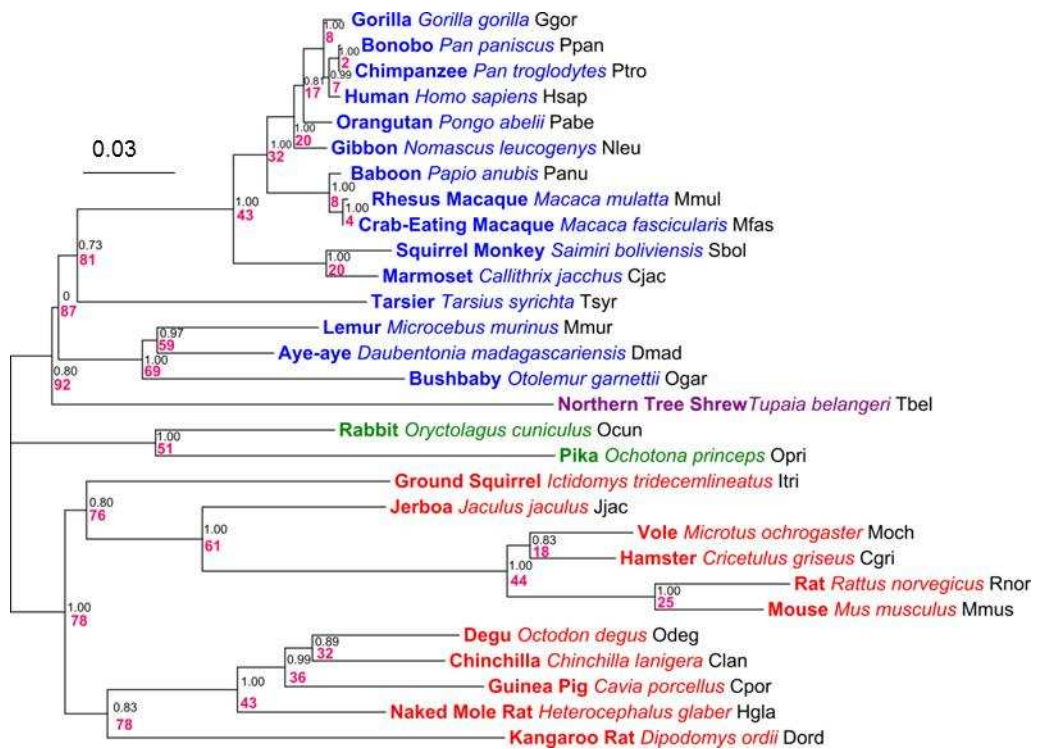 1.00
Gorilla Gorilla gorilla Ggor
8
Bonobo Pan paniscus Ppan
1.00
2
Chimpanzee Pan troglodytes Ptro
0.99
7
0.81
17
Human Homo sapiens Hsap
Orangutan Pongo abelii Pabe
1.00
20
Gibbon Nomascus leucogenys Nleu
0.03
1.00
32
Baboon Papio anubis Panu
1.00
8
Rhesus Macaque Macaca mulatta Mmul
1.00
4
1.00
43
Crab-Eating Macaque Macaca fascicularis Mfas
Squirrel Monkey Saimiri boliviensis Sbol
0.73
81
1.00
20
Marmoset Callithrix jacchus Cjac
0
87
Tarsier Tarsius syrichta Tsyr
Lemur Microcebus murinus Mmur
0.97
59
Aye-aye Daubentonia madagascariensis Dmad
1.00
69
0.80
92
Bushbaby Otolemur garnettii Ogar
Northern Tree ShrewTupaia belangeri Tbel
Rabbit Oryctolagus cuniculus Ocun
1.00
51
Pika Ochotona princeps Opri
Ground Squirrel Ictidomys tridecemlineatus Itri
0.80
76
Jerboa Jaculus jaculus Jjac
1.00
61
Vole Microtus ochrogaster Moch
0.83
18
Hamster Cricetulus griseus Cgri
1.00
44
Rat Rattus norvegicus Rnor
1.00
25
Mouse Mus musculus Mmus
1.00
78
Degu Octodon degus Odeg
0.89
32
Chinchilla Chinchilla lanigera Clan
0.99
36
Guinea Pig Cavia porcellus Cpor
1.00
43
Naked Mole Rat Heterocephalus glaber Hgla
0.83
78
Kangaroo Rat Dipodomys ordii Dord